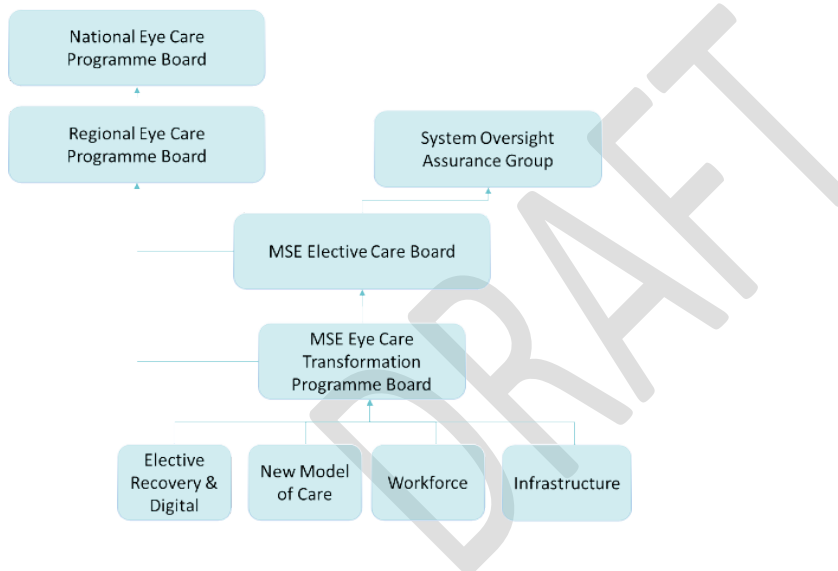 National Eye Care
Programme Board
Regional Eye Care
Programme Board
System Oversight
Assurance Group
MSE Elective Care Board
MSE Eye Care
Transformation
Programme Board
Elective
Recovery &
Digital
New Model
of Care
Workforce
Infrastructure
DRAFT